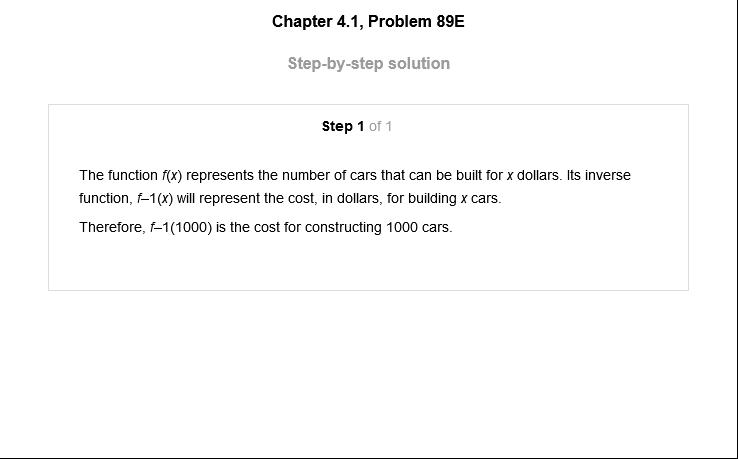 Chapter 4.1, Problem 89E
Step-by-step solution
Step 1 of 1
The function f(x) represents the number of cars that can be built for x dollars. Its inverse
function, f–1(x) will represent the cost, in dollars, for building x cars.
Therefore, f–1(1000) is the cost for constructing 1000 cars.